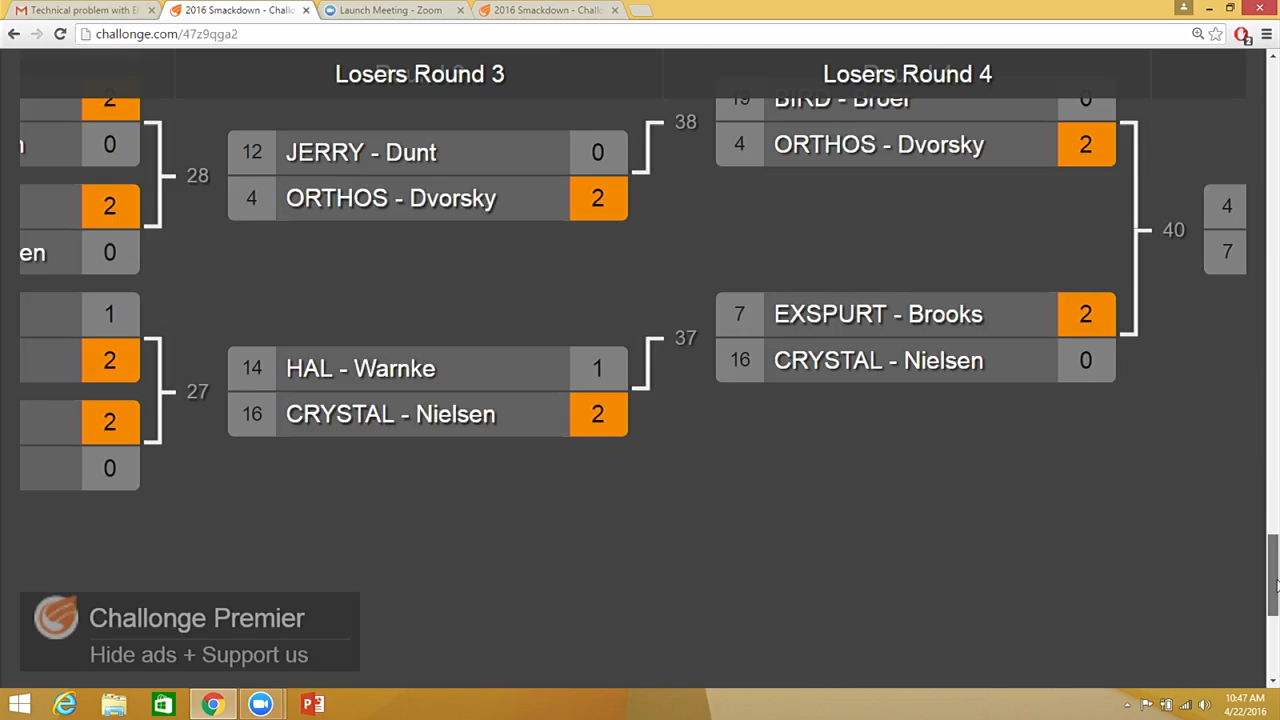 Technical problem with E
2016 Smackdown - Challo
Launch Meeting - Zoom
2016 Smackdown - Challo
challonge.com/47z9qga2
Losers Round 3
Losers Round 4
2
0
28
2
en 0
12 JERRY - Dunt 0
4 ORTHOS - Dvorsky 2
38
19 BIRD - Broer 0
4 ORTHOS - Dvorsky 2
40
4
7
1
2
27
2
0
14 HAL - Warnke 1
16 CRYSTAL - Nielsen 2
37
7 EXSPURT - Brooks 2
16 CRYSTAL - Nielsen 0
Challonge Premier
Hide ads + Support us
10:47 AM
4/22/2016